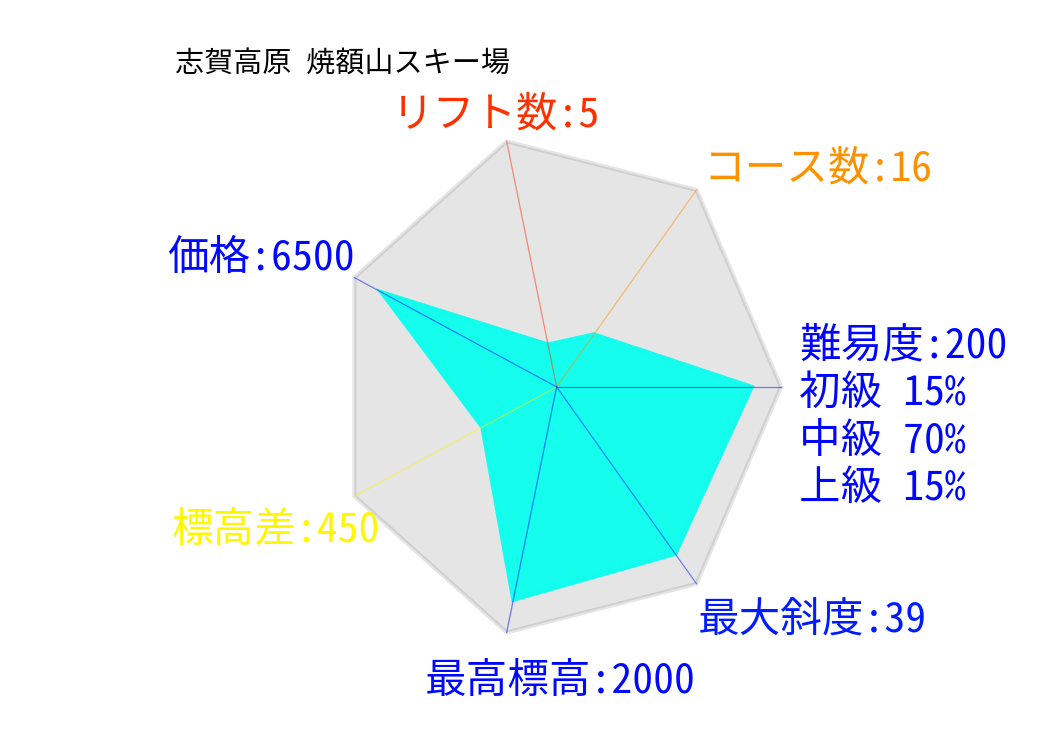 志賀高原 焼額山スキー場
リフト数:5
コース数:16
価格:6500
難易度:200
初級 15%
中級 70%
上級 15%
標高差:450
最大斜度:39
最高標高:2000